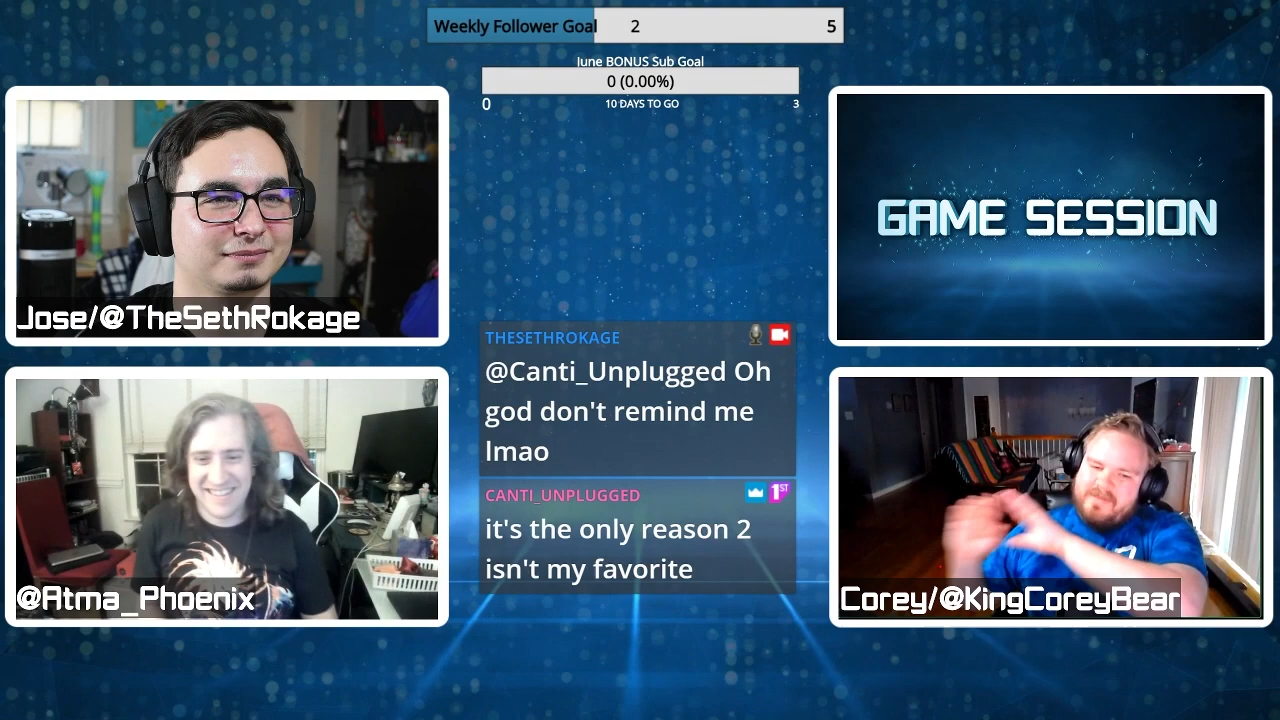 Weekly Follower Goal 2 5
June BONUS Sub Goal
0 (0.00%)
0 10 DAYS TO GO 3
GAME SESSION
Jose/@TheSethRokage
THESETHROKAGE
@Canti_Unplugged Oh
god don't remind me
lmao
CANTI_UNPLUGGED 1ST
it's the only reason 2
isn't my favorite
@Atma_Phoenix
Corey/@KingCoreyBear